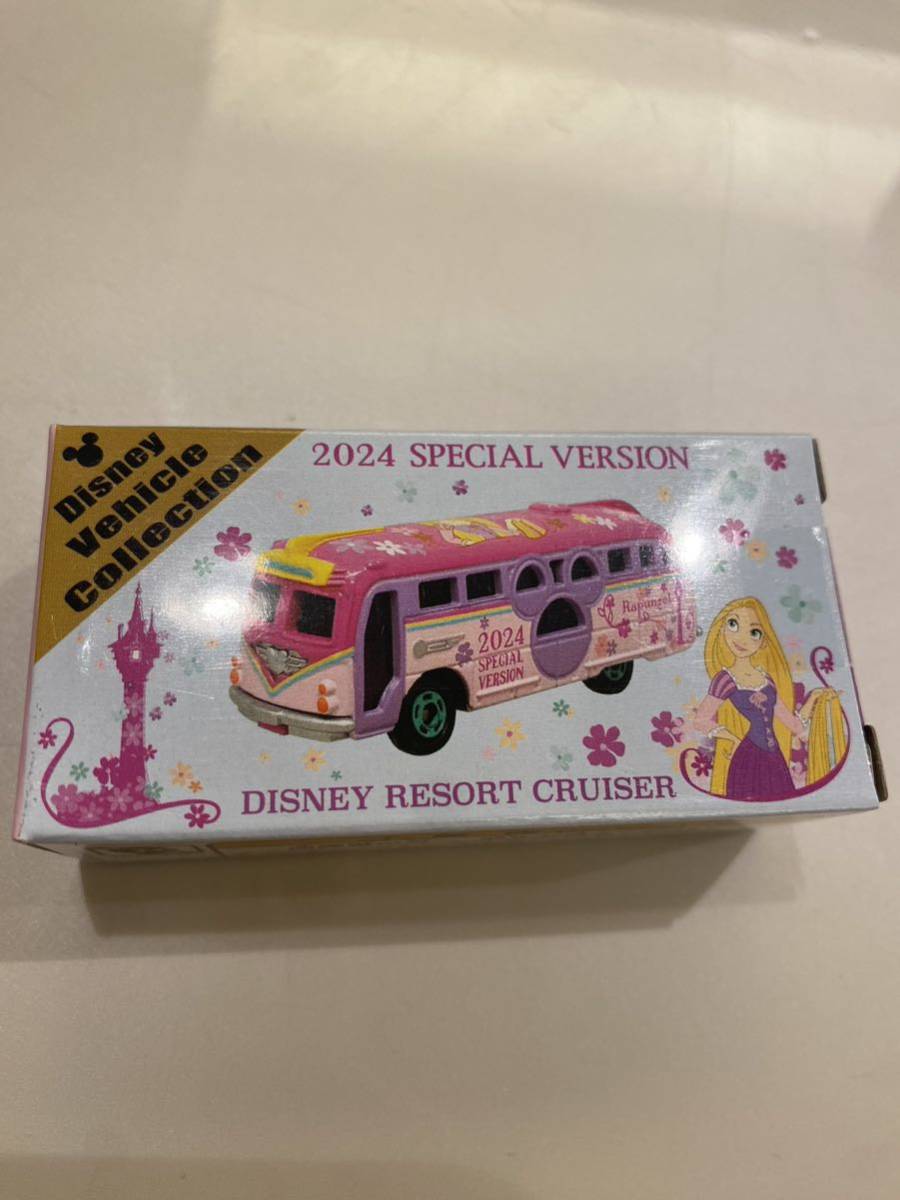 Disney
Vehicle
Collection
2024 SPECIAL VERSION
2024
SPECIAL
VERSION
Rapunzel
DISNEY RESORT CRUISER